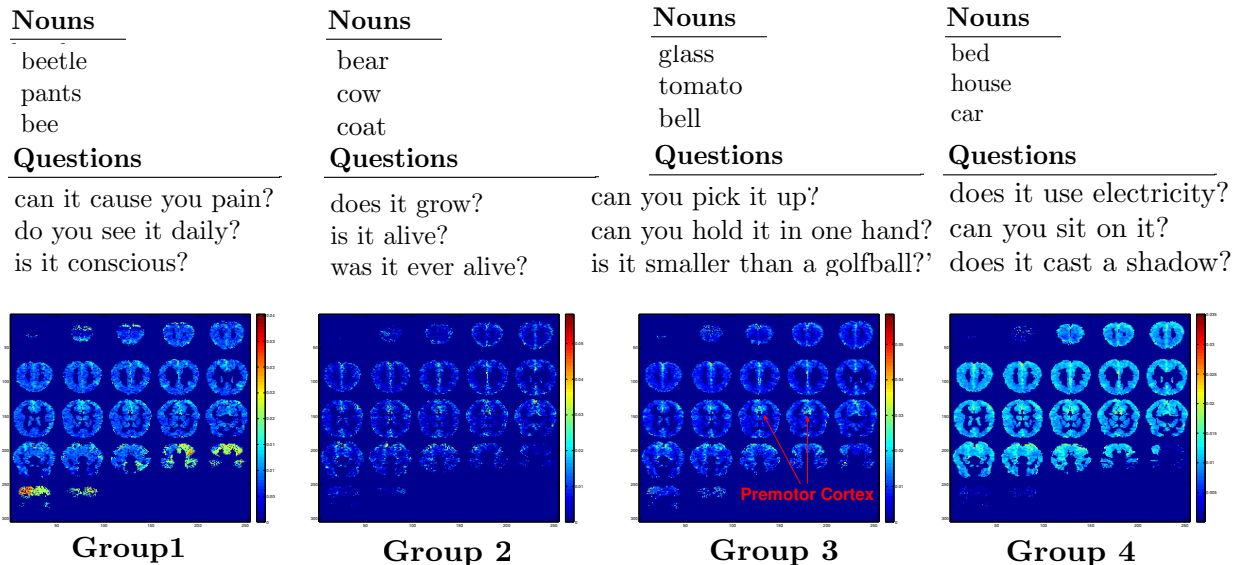 Nouns
beetle
pants
bee
Questions
can it cause you pain?
do you see it daily?
is it conscious?
Nouns
bear
cow
coat
Questions
does it grow?
is it alive?
was it ever alive?
Nouns
glass
tomato
bell
Questions
can you pick it up?
can you hold it in one hand?
is it smaller than a golfball?'
Nouns
bed
house
car
Questions
does it use electricity?
can you sit on it?
does it cast a shadow?
Premotor Cortex
Group1
Group 2
Group 3
Group 4